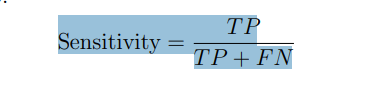 Sensitivity = TP / TP + FN